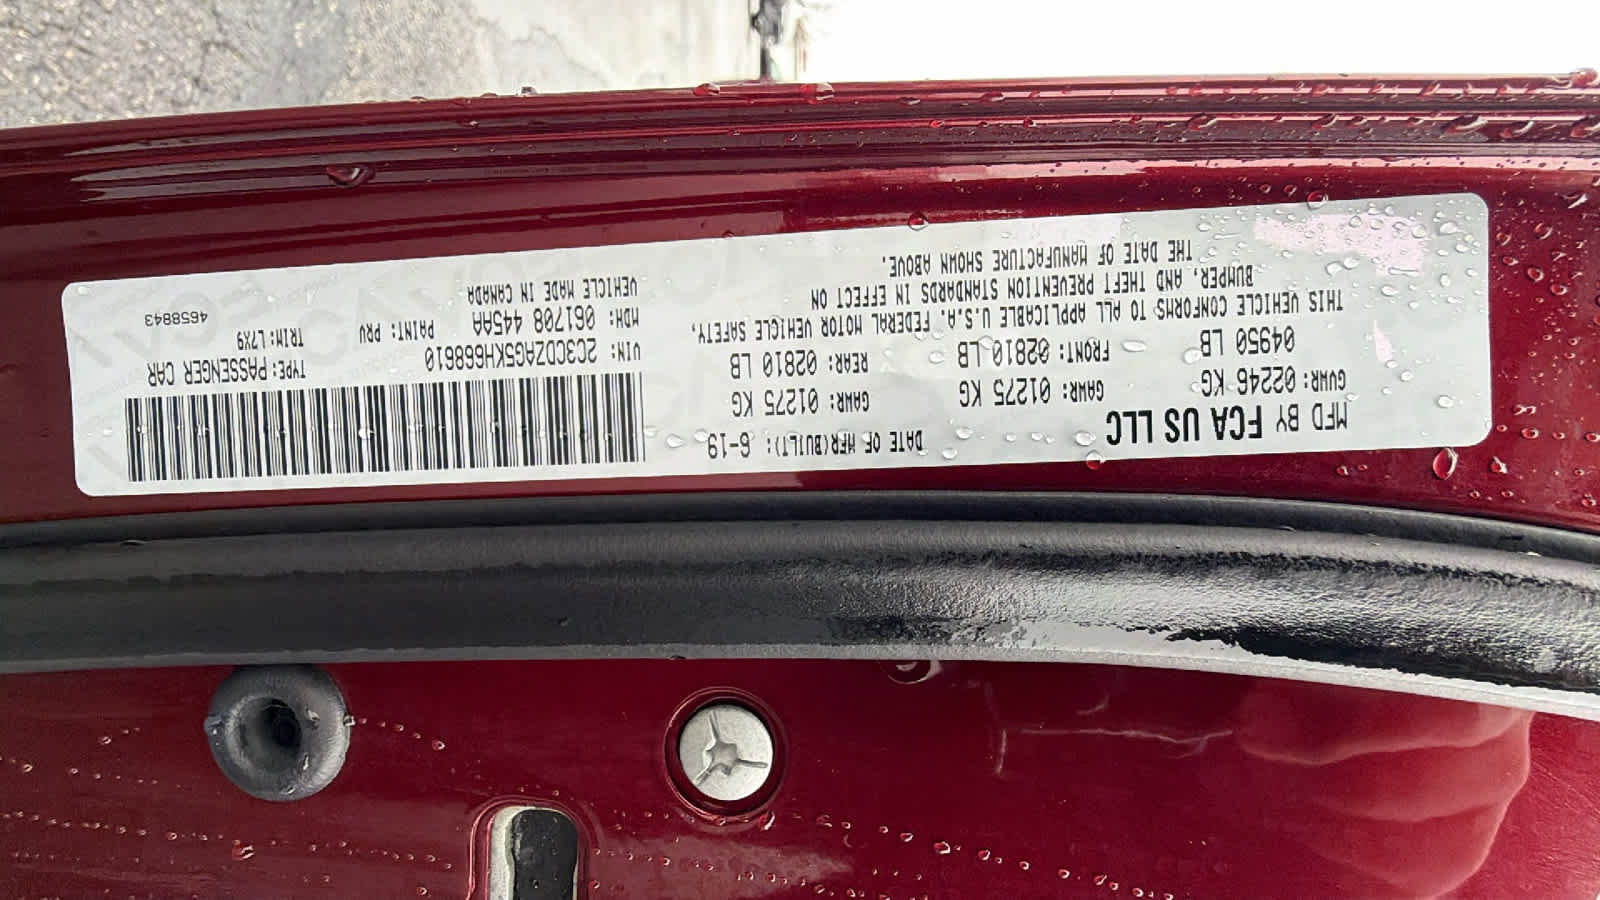 MFD BY FCA US LLC
DATE OF MFR(BUILT): 6-19
GVWR: 02246 KG
04950 LB
GAWR: 01275 KG
FRONT: 02810 LB
GAWR: 01275 KG
REAR: 02810 LB
THIS VEHICLE CONFORMS TO ALL APPLICABLE U.S.A. FEDERAL MOTOR VEHICLE SAFETY,
BUMPER, AND THEFT PREVENTION STANDARDS IN EFFECT ON
THE DATE OF MANUFACTURE SHOWN ABOVE.
VIN: 2C3CDZAG5KH668610
TYPE: PASSENGER CAR
MDH: 061708 445AA
PAINT: PRV
TRIM: L7X9
VEHICLE MADE IN CANADA
4658843